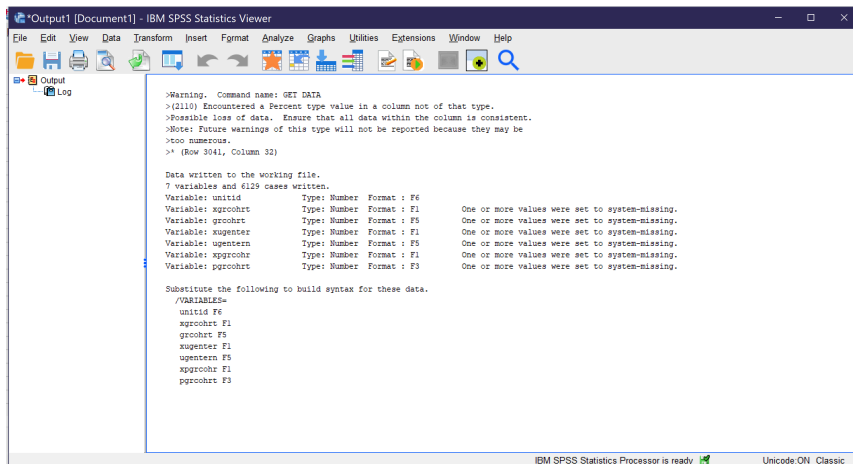 *Output1 [Document1] - IBM SPSS Statistics Viewer
File Edit View Data Transform Insert Format Analyze Graphs Utilities Extensions Window Help
Output
Log
>Warning. Command name: GET DATA
>(2110) Encountered a Percent type value in a column not of that type.
>Possible loss of data. Ensure that all data within the column is consistent.
>Note: Future warnings of this type will not be reported because they may be
>too numerous.
>* (Row 3041, Column 32)
Data written to the working file.
7 variables and 6129 cases written.
Variable: unitid Type: Number Format : F6
Variable: xgrcohrt Type: Number Format : F1 One or more values were set to system-missing.
Variable: grcohrt Type: Number Format : F5 One or more values were set to system-missing.
Variable: xugenter Type: Number Format : F1 One or more values were set to system-missing.
Variable: ugentern Type: Number Format : F5 One or more values were set to system-missing.
Variable: xpgrcohr Type: Number Format : F1 One or more values were set to system-missing.
Variable: pgrcohrt Type: Number Format : F3 One or more values were set to system-missing.
Substitute the following to build syntax for these data.
/VARIABLES=
unitid F6
xgrcohrt F1
grcohrt F5
xugenter F1
ugentern F5
xpgrcohr F1
pgrcohrt F3
IBM SPSS Statistics Processor is ready Unicode:ON Classic